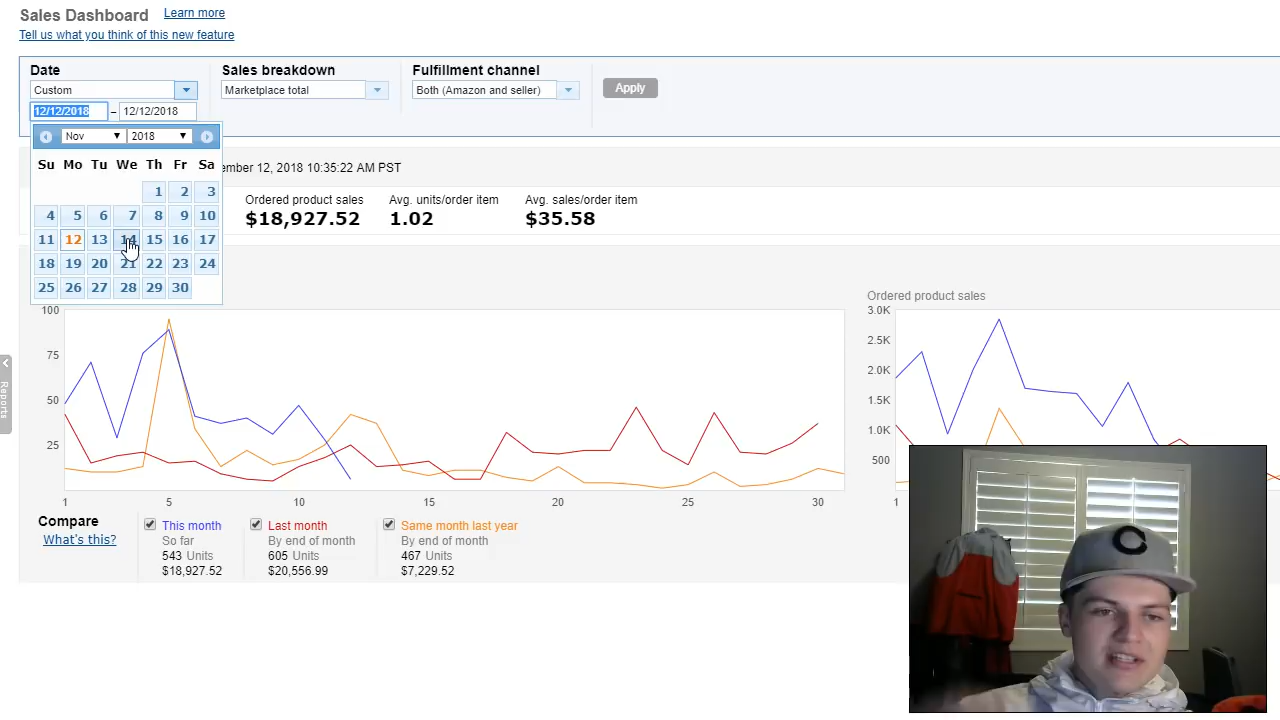 Sales Dashboard Learn more
Tell us what you think of this new feature
Date Sales breakdown Fulfillment channel
Custom Marketplace total Both (Amazon and seller) Apply
12/12/2018 – 12/12/2018
Nov 2018
Su Mo Tu We Th Fr Sa
1 2 3
4 5 6 7 8 9 10
11 12 13 14 15 16 17
18 19 20 21 22 23 24
25 26 27 28 29 30
ember 12, 2018 10:35:22 AM PST
Ordered product sales Avg. units/order item Avg. sales/order item
$18,927.52 1.02 $35.58
Reports
100
75
50
25
1 5 10 15 20 25 30
Ordered product sales
3.0K
2.5K
2.0K
1.5K
1.0K
500
1
Compare
What's this?
This month
So far
543 Units
$18,927.52
Last month
By end of month
605 Units
$20,556.99
Same month last year
By end of month
467 Units
$7,229.52
C